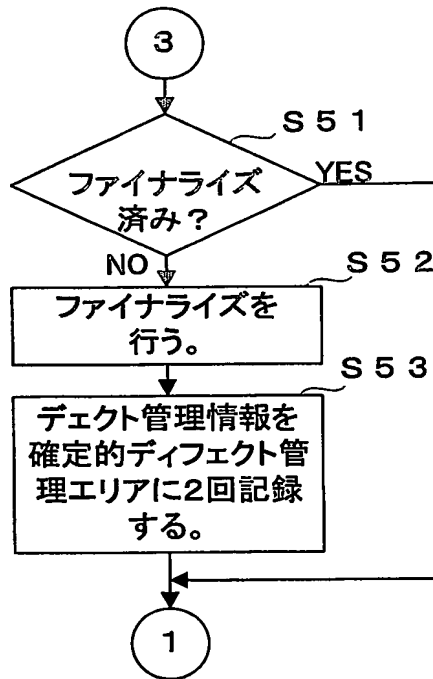 3
S51
ファイナライズ
済み?
YES
NO
S52
ファイナライズを
行う。
S53
デェクト管理情報を
確定的ディフェクト管
理エリアに2回記録
する。
1